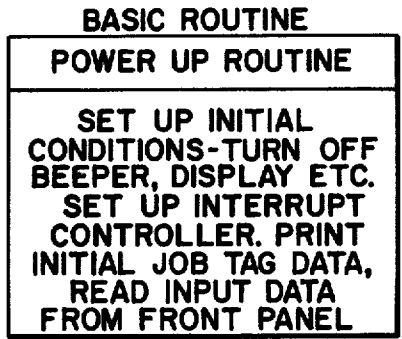 BASIC ROUTINE
POWER UP ROUTINE
SET UP INITIAL
CONDITIONS-TURN OFF
BEEPER, DISPLAY ETC.
SET UP INTERRUPT
CONTROLLER. PRINT
INITIAL JOB TAG DATA,
READ INPUT DATA
FROM FRONT PANEL